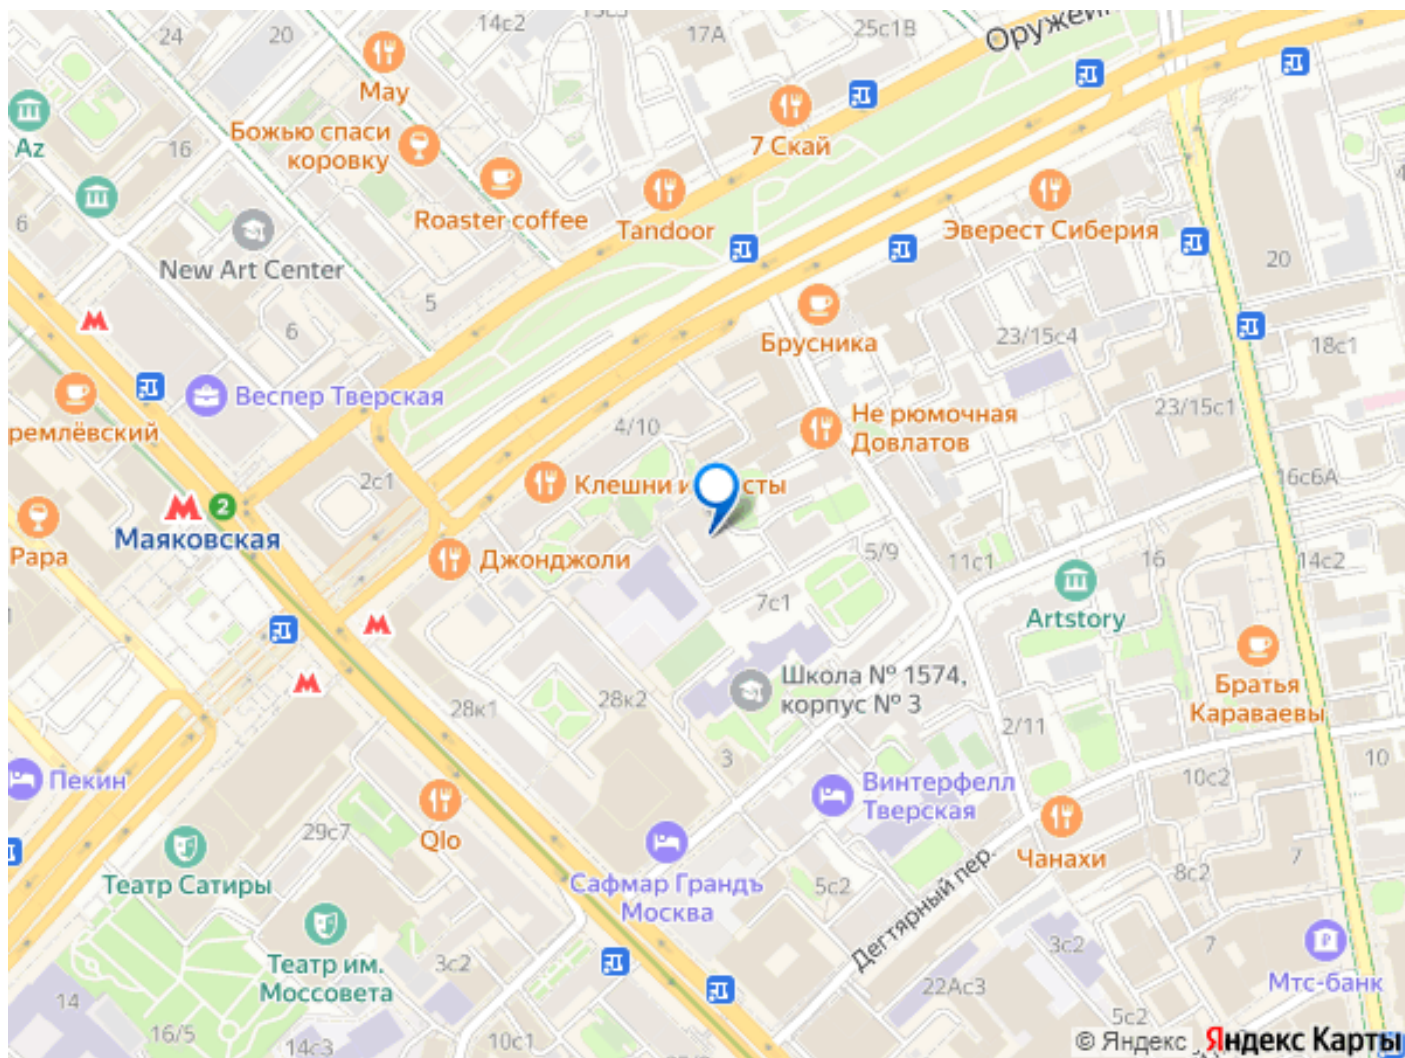 24
20
14с2
17А
25с1В
Оружей
May
Az
16
Божью спаси
коровку
7 Скай
6
Roaster coffee
Tandoor
Эверест Сиберия
New Art Center
20
5
6
Брусника
23/15с4
18с1
Веспер Тверская
ремлёвский
4/10
Не рюмочная
Довлатов
23/15с1
2с1
Клешни и
сты
16с6А
2
Маяковская
Papa
Джонджоли
5/9
11с1
16
14с2
7с1
Artstory
Школа № 1574,
корпус № 3
28к1
28к2
2/11
Братья
Караваевы
3
10
Пекин
Винтерфелл
Тверская
10с2
29с7
Qlo
Чанахи
7
Театр Сатиры
Сафмар Грандъ
Москва
5с2
8с2
Дегтярный пер.
Театр им.
Моссовета
3с2
3с2
7
Мтс-банк
14
22Ас3
16/5
14с3
10с1
5с2
© Яндекс
Яндекс Карты